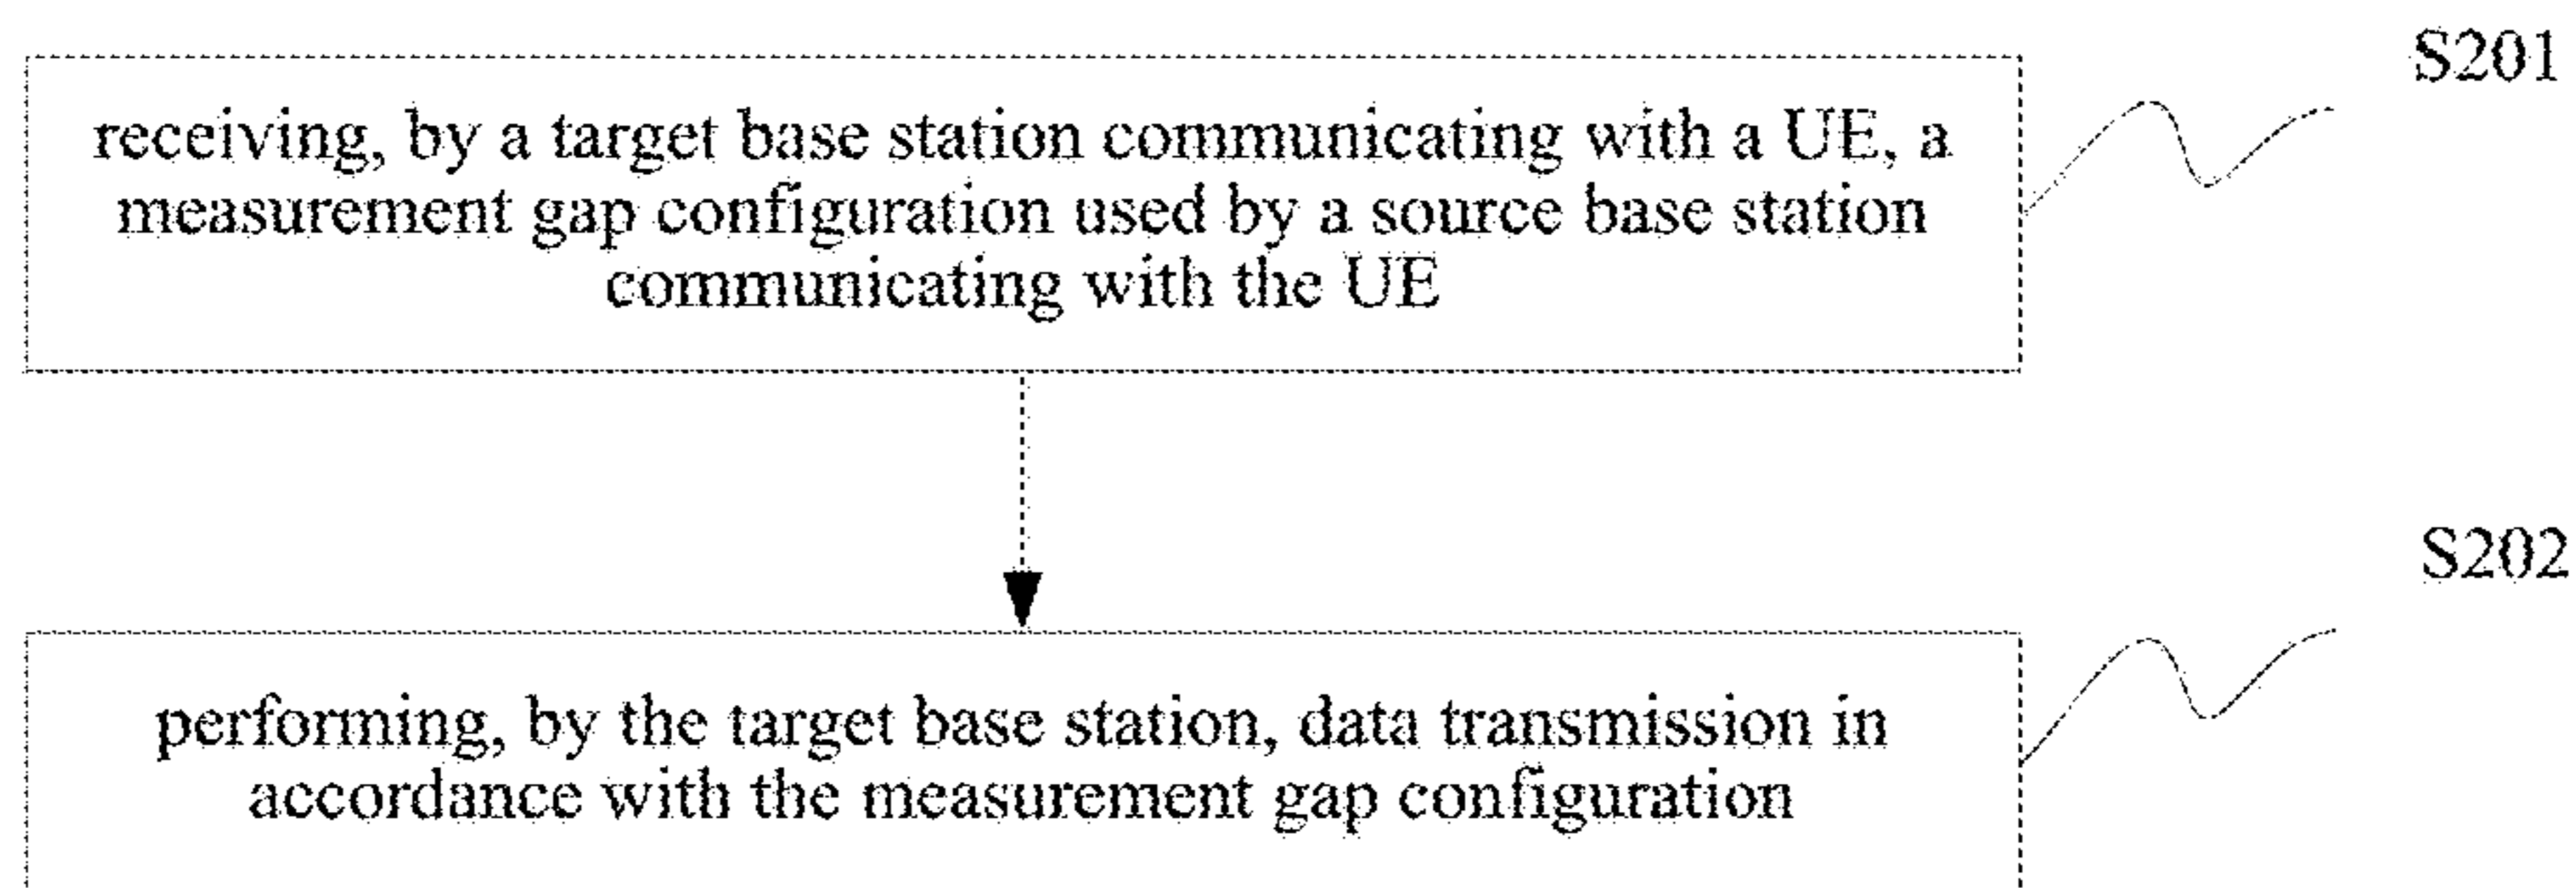 S201
receiving, by a target base station communicating with a UE, a
measurement gap configuration used by a source base station
communicating with the UE
S202
performing, by the target base station, data transmission in
accordance with the measurement gap configuration